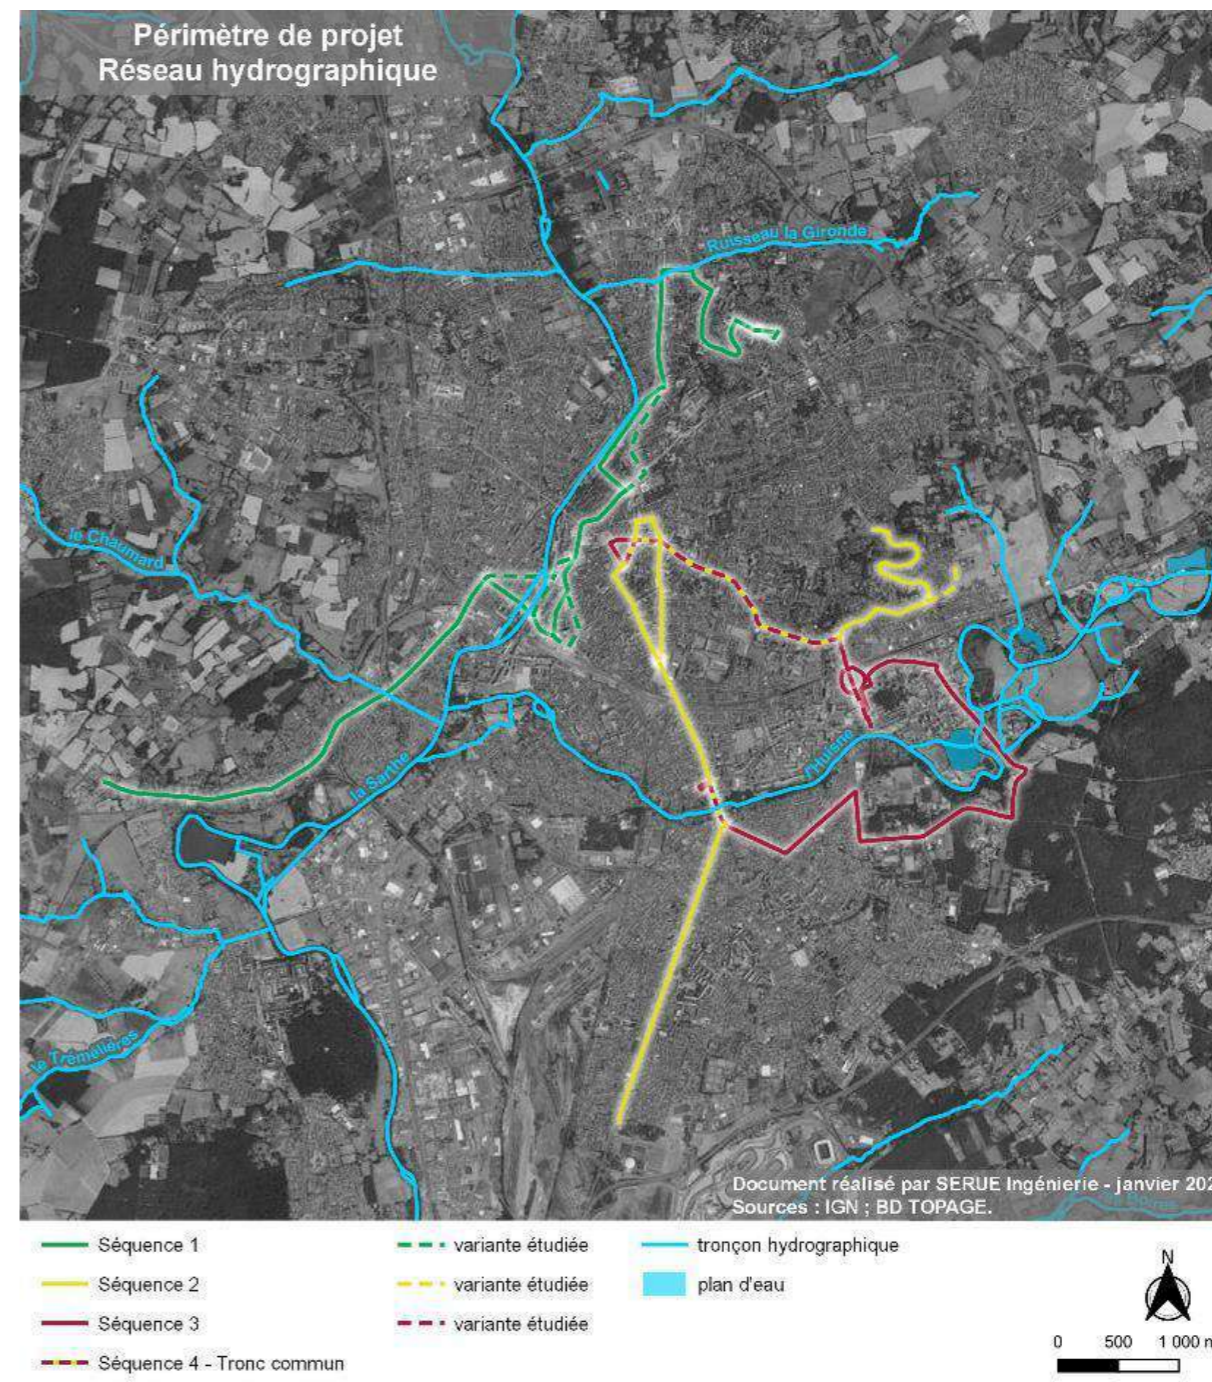 Périmètre de projet
Réseau hydrographique
Ruisseau la Gironde
le Chaumard
l'Huisne
la Sarthe
le Trémelières
Document réalisé par SERUE Ingénierie - janvier 202
Sources : IGN ; BD TOPAGE.
Séquence 1
variante étudiée
tronçon hydrographique
Séquence 2
variante étudiée
plan d'eau
Séquence 3
variante étudiée
Séquence 4 - Tronc commun
N
0 500 1 000 m